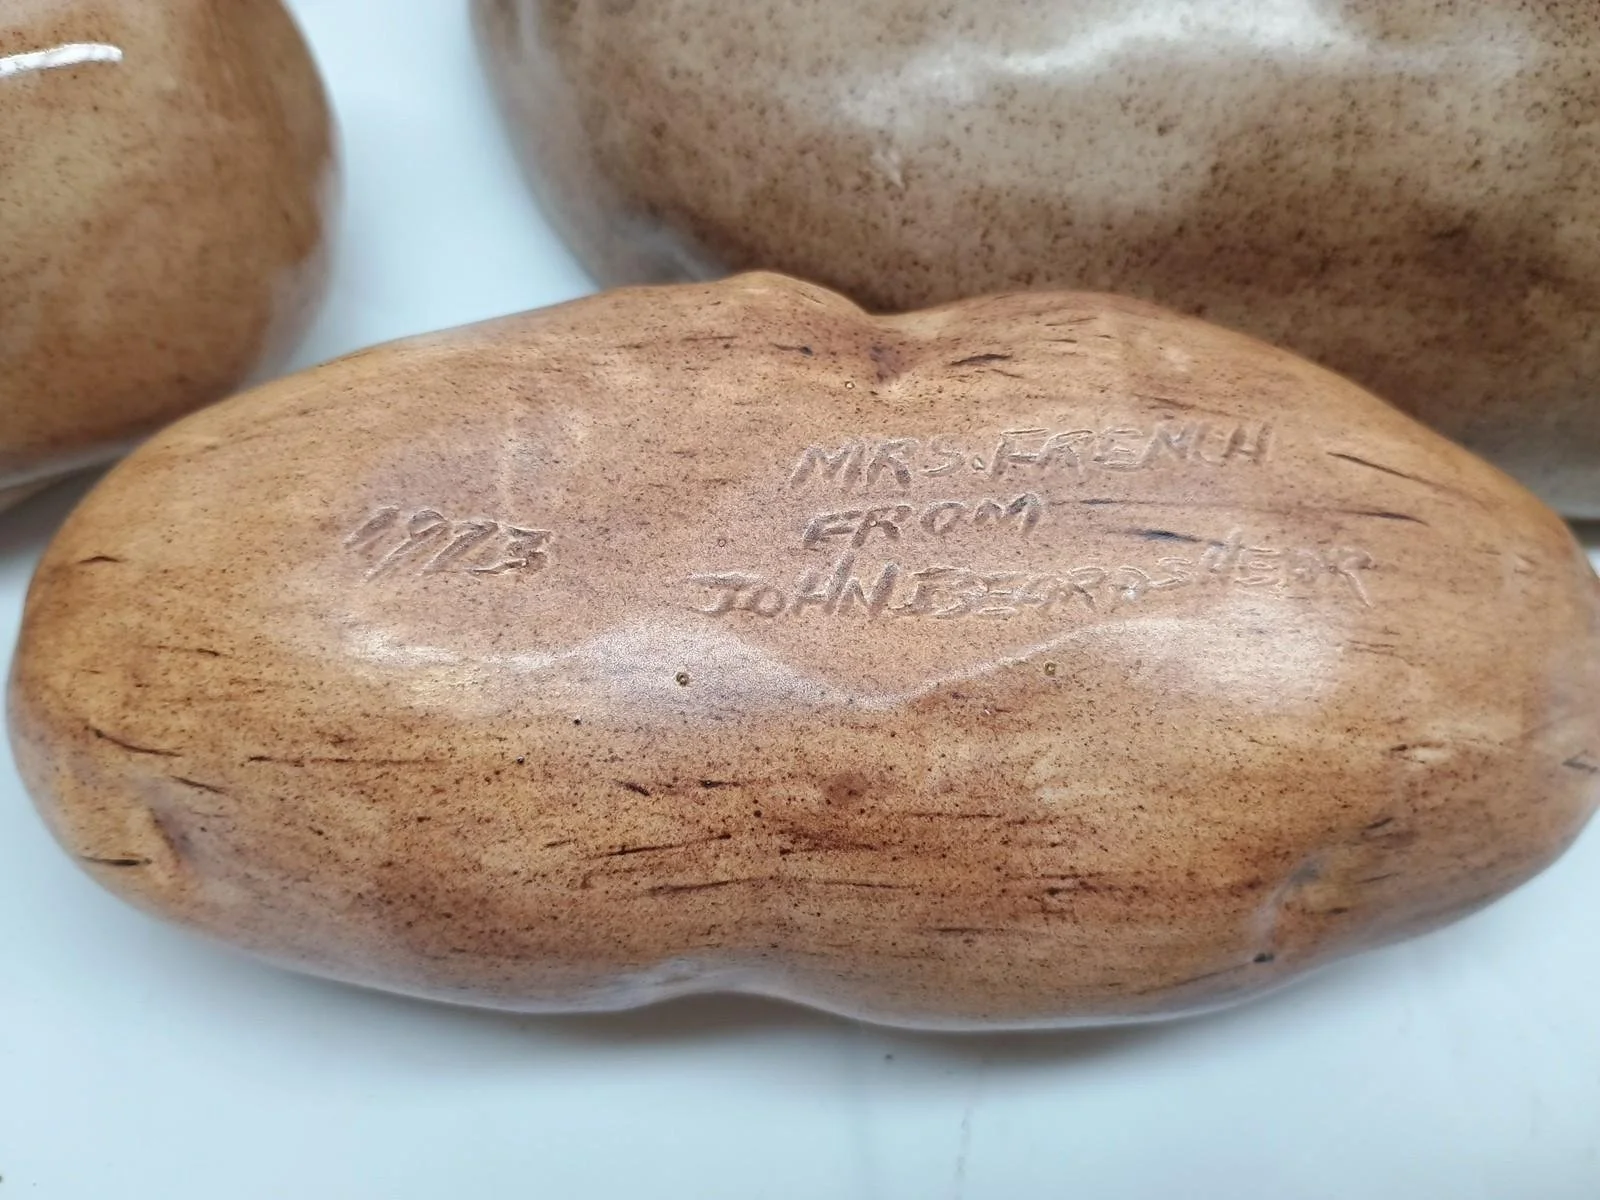 1973
MRS. FRENCH
FROM
JOHN BEARDSHEAR